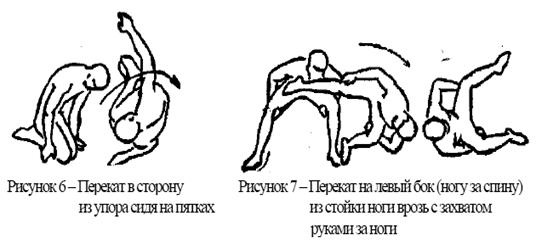 Рисунок 6 – Перекат в сторону
из упора сидя на пятках
Рисунок 7 – Перекат на левый бок (ногу за спину)
из стойки ноги врозь с захватом
руками за ноги